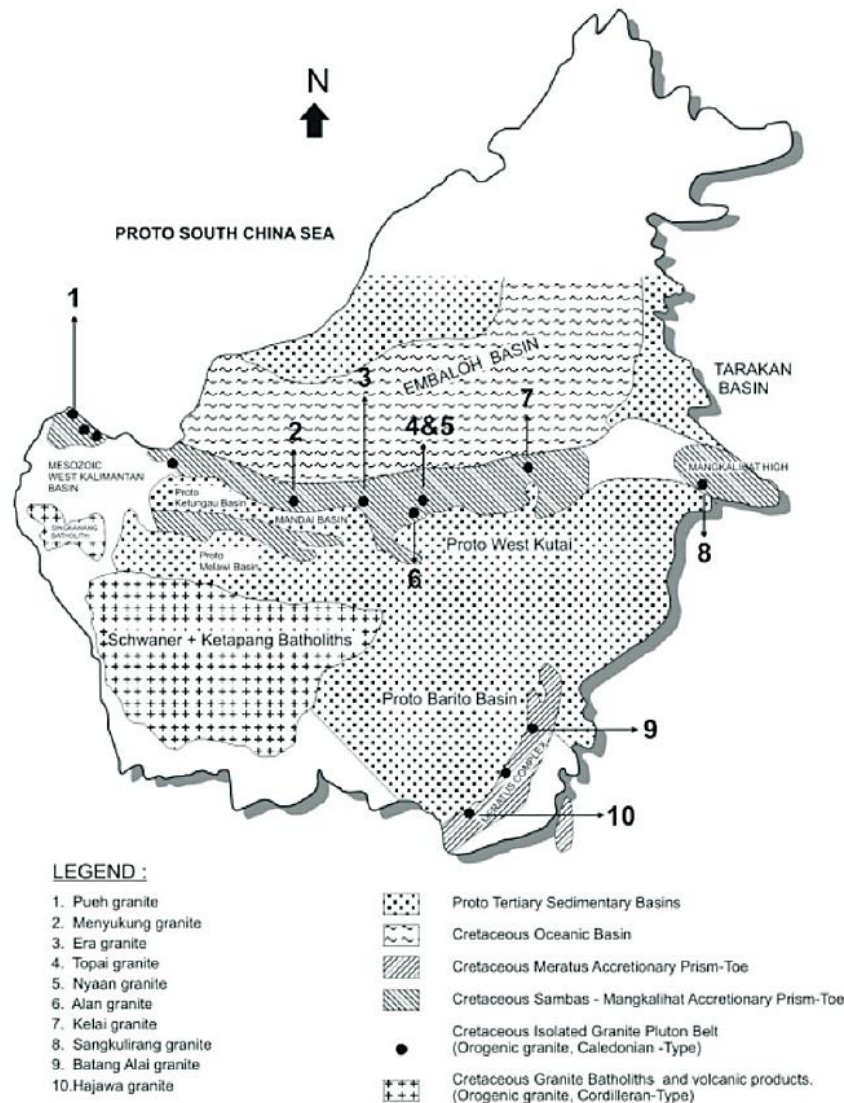 N
PROTO SOUTH CHINA SEA
1
TARAKAN
BASIN
EMBALOH BASIN
3
7
4&5
2
MESOZOIC
WEST KALIMANTAN
BASIN
MANGKALIHAT HIGH
Proto
Ketungau Basin
MANDAI BASIN
SINGKAWANG
BATHOLITH
Proto
Melawi Basin
Proto West Kutai
6
8
Schwaner + Ketapang Batholiths
Proto Barito Basin
9
MERATUS COMPLEX
10
LEGEND :
1. Pueh granite
2. Menyukung granite
3. Era granite
4. Topai granite
5. Nyaan granite
6. Alan granite
7. Kelai granite
8. Sangkulirang granite
9. Batang Alai granite
10.Hajawa granite
Proto Tertiary Sedimentary Basins
Cretaceous Oceanic Basin
Cretaceous Meratus Accretionary Prism-Toe
Cretaceous Sambas - Mangkalihat Accretionary Prism-Toe
Cretaceous Isolated Granite Pluton Belt
(Orogenic granite, Caledonian -Type)
Cretaceous Granite Batholiths and volcanic products.
(Orogenic granite, Cordilleran-Type)